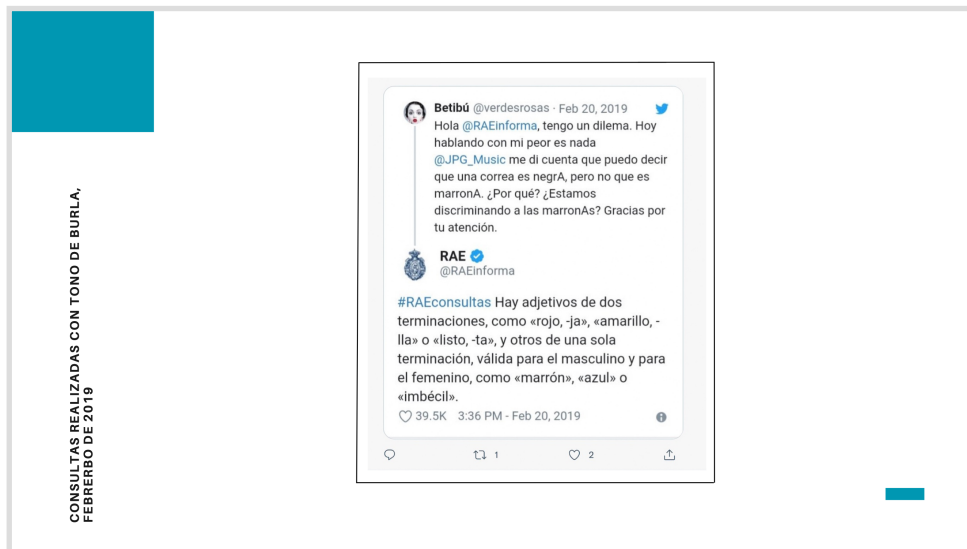 CONSULTAS REALIZADAS CON TONO DE BURLA,
FEBRERBO DE 2019
Betibú @verdesrosas · Feb 20, 2019
Hola @RAEinforma, tengo un dilema. Hoy
hablando con mi peor es nada
@JPG_Music me di cuenta que puedo decir
que una correa es negrA, pero no que es
marronA. ¿Por qué? ¿Estamos
discriminando a las marronAs? Gracias por
tu atención.
RAE
@RAEinforma
#RAEconsultas Hay adjetivos de dos
terminaciones, como «rojo, -ja», «amarillo, -
lla» o «listo, -ta», y otros de una sola
terminación, válida para el masculino y para
el femenino, como «marrón», «azul» o
«imbécil».
39.5K 3:36 PM - Feb 20, 2019
1 2